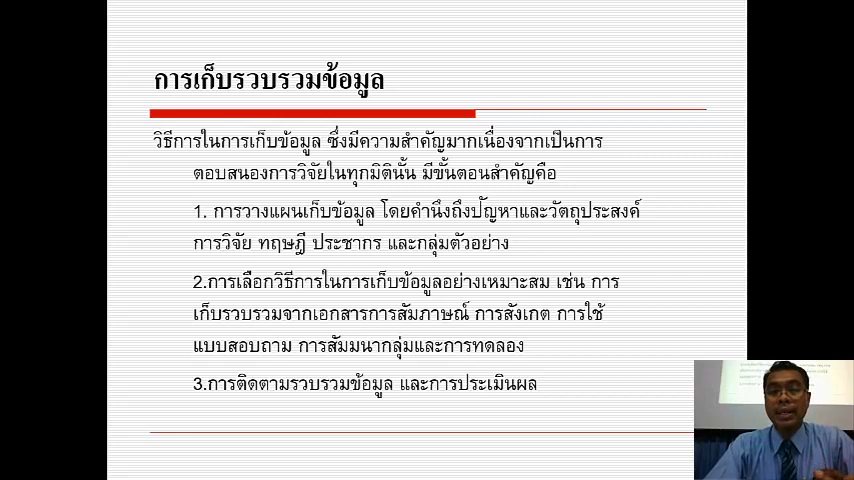 การเก็บรวบรวมข้อมูล
วิธีการในการเก็บข้อมูล ซึ่งมีความสำคัญมากเนื่องจากเป็นการ
ตอบสนองการวิจัยในทุกมิตินั้น มีขั้นตอนสำคัญคือ
1. การวางแผนเก็บข้อมูล โดยคำนึงถึงปัญหาและวัตถุประสงค์
การวิจัย ทฤษฎี ประชากร และกลุ่มตัวอย่าง
2.การเลือกวิธีการในการเก็บข้อมูลอย่างเหมาะสม เช่น การ
เก็บรวบรวมจากเอกสารการสัมภาษณ์ การสังเกต การใช้
แบบสอบถาม การสัมมนากลุ่มและการทดลอง
3.การติดตามรวบรวมข้อมูล และการประเมินผล